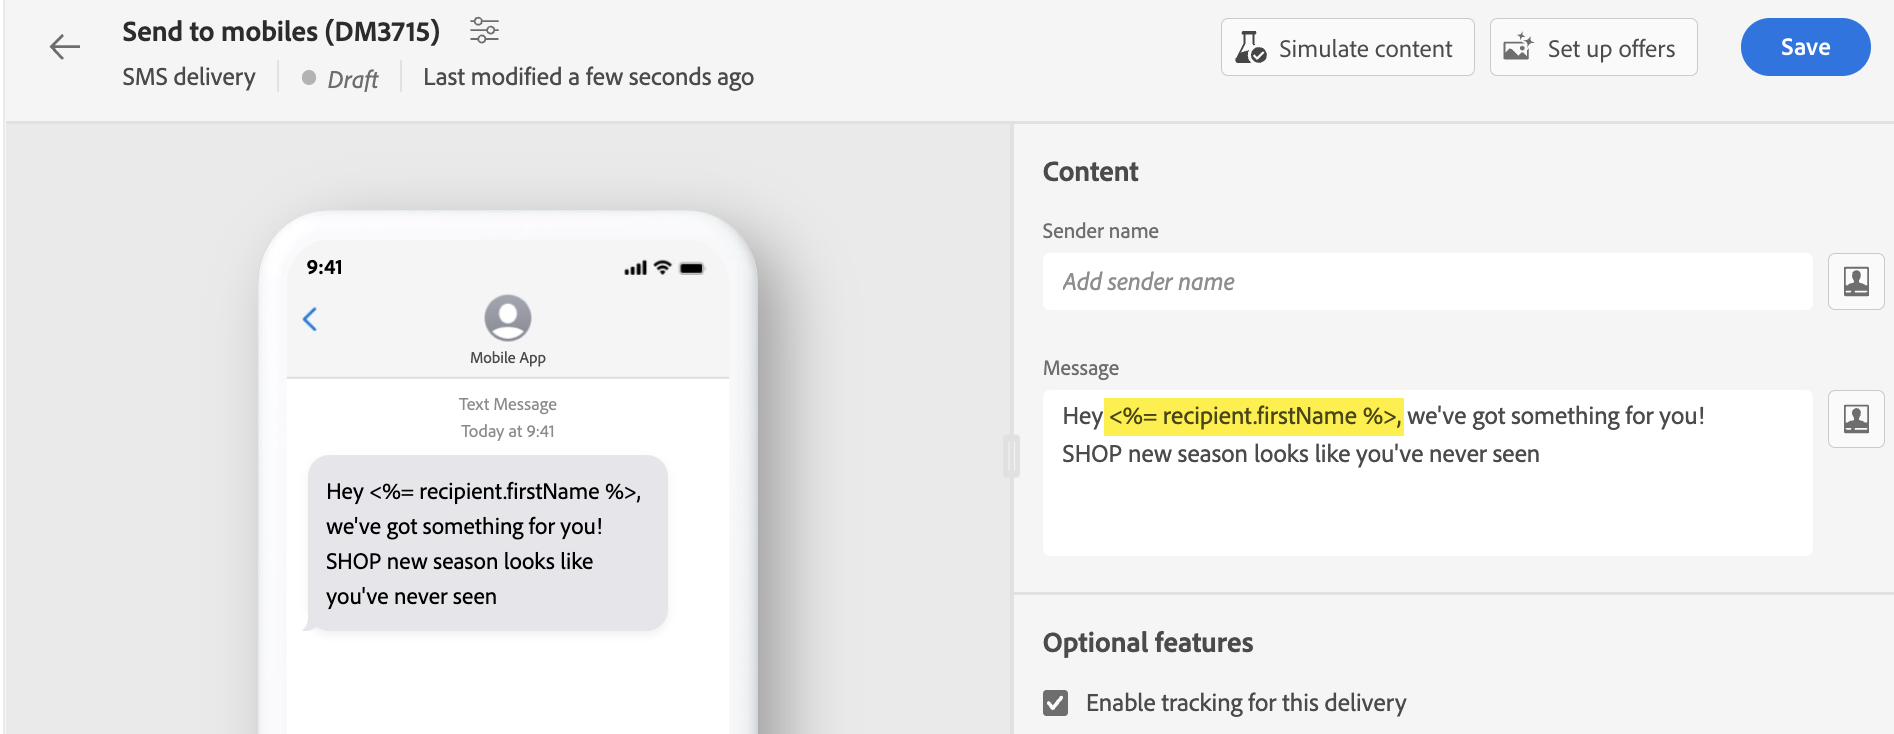 Send to mobiles (DM3715)
SMS delivery
Draft
Last modified a few seconds ago
Simulate content
Set up offers
Save
9:41
Mobile App
Text Message
Today at 9:41
Hey <%= recipient.firstName %>,
we've got something for you!
SHOP new season looks like
you've never seen
Content
Sender name
Add sender name
Message
Hey <%= recipient.firstName %>, we've got something for you!
SHOP new season looks like you've never seen
Optional features
Enable tracking for this delivery